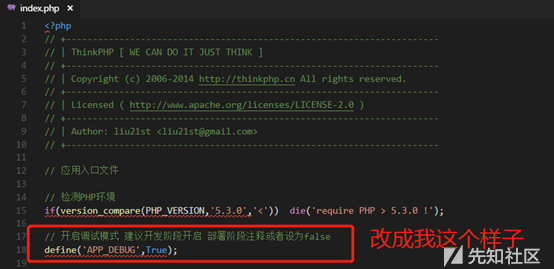 index.php ×
1 <?php
2 // +----------------------------------------------------------------------
3 // | ThinkPHP [ WE CAN DO IT JUST THINK ]
4 // +----------------------------------------------------------------------
5 // | Copyright (c) 2006-2014 http://thinkphp.cn All rights reserved.
6 // +----------------------------------------------------------------------
7 // | Licensed ( http://www.apache.org/licenses/LICENSE-2.0 )
8 // +----------------------------------------------------------------------
9 // | Author: liu21st <liu21st@gmail.com>
10 // +----------------------------------------------------------------------
11
12 // 应用入口文件
13
14 // 检测PHP环境
15 if(version_compare(PHP_VERSION,'5.3.0','<')) die('require PHP > 5.3.0 !');
16
17 // 开启调试模式 建议开发阶段开启 部署阶段注释或者设为false
18 define('APP_DEBUG',True);
19
改成我这个样子
先知社区